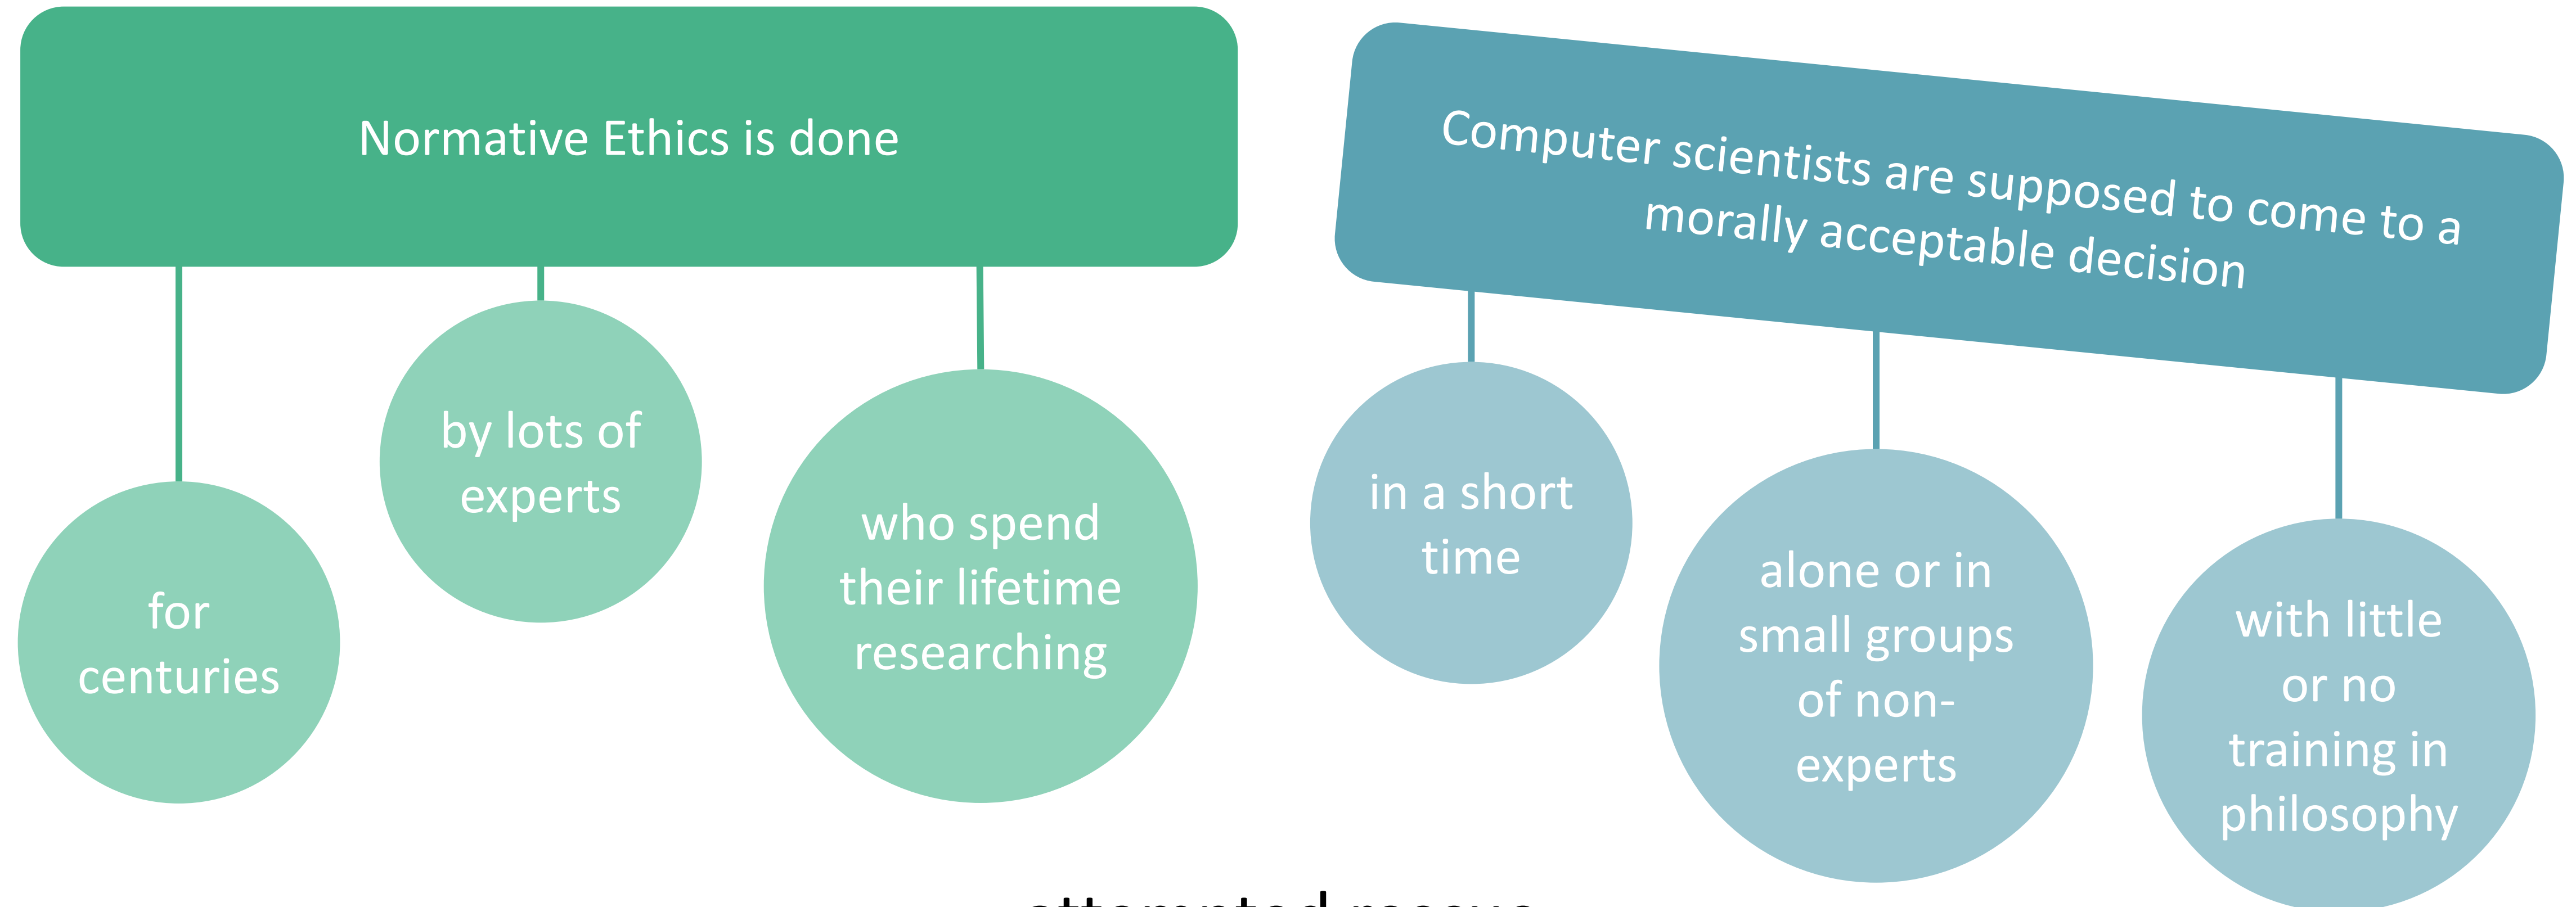 Normative Ethics is done
for
centuries
by lots of
experts
who spend
their lifetime
researching
Computer scientists are supposed to come to a
morally acceptable decision
in a short
time
alone or in
small groups
of non-
experts
with little
or no
training in
philosophy
attempted rescue